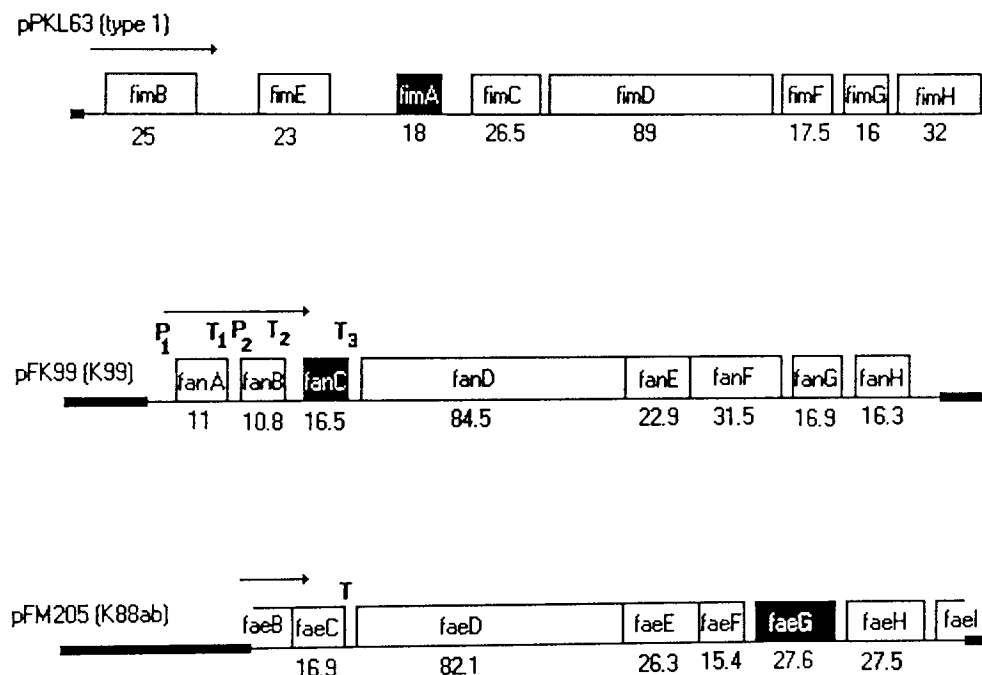 pPKL63 (type 1)
fimB fimE fimA fimC fimD fimF fimG fimH
25 23 18 26.5 89 17.5 16 32
P1 T1 P2 T2 T3
pFK99 (K99)
fanA fanB fanC fanD fanE fanF fanG fanH
11 10.8 16.5 84.5 22.9 31.5 16.9 16.3
T
pFM205 (K88ab)
faeB faeC faeD faeE faeF faeG faeH faeI
16.9 82.1 26.3 15.4 27.6 27.5